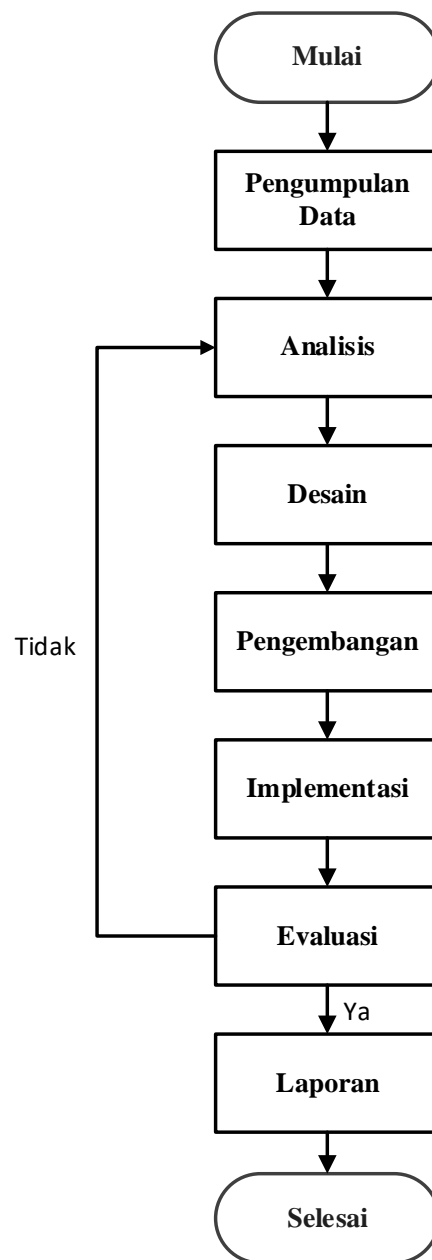 Mulai
Pengumpulan
Data
Analisis
Desain
Tidak
Pengembangan
Implementasi
Evaluasi
Ya
Laporan
Selesai